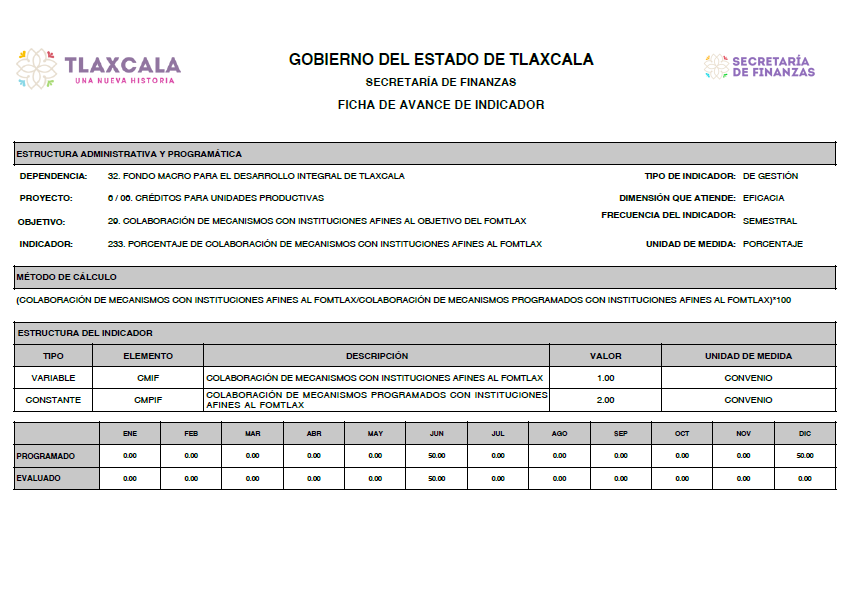 TLAXCALA
UNA NUEVA HISTORIA
GOBIERNO DEL ESTADO DE TLAXCALA
SECRETARÍA DE FINANZAS
FICHA DE AVANCE DE INDICADOR
SECRETARÍA
DE FINANZAS
ESTRUCTURA ADMINISTRATIVA Y PROGRAMÁTICA
DEPENDENCIA: 32. FONDO MACRO PARA EL DESARROLLO INTEGRAL DE TLAXCALA TIPO DE INDICADOR: DE GESTIÓN
PROYECTO: 6 / 06. CRÉDITOS PARA UNIDADES PRODUCTIVAS DIMENSIÓN QUE ATIENDE: EFICACIA
OBJETIVO: 29. COLABORACIÓN DE MECANISMOS CON INSTITUCIONES AFINES AL OBJETIVO DEL FOMTLAX FRECUENCIA DEL INDICADOR: SEMESTRAL
INDICADOR: 233. PORCENTAJE DE COLABORACIÓN DE MECANISMOS CON INSTITUCIONES AFINES AL FOMTLAX UNIDAD DE MEDIDA: PORCENTAJE
MÉTODO DE CÁLCULO
(COLABORACIÓN DE MECANISMOS CON INSTITUCIONES AFINES AL FOMTLAX/COLABORACIÓN DE MECANISMOS PROGRAMADOS CON INSTITUCIONES AFINES AL FOMTLAX)*100
ESTRUCTURA DEL INDICADOR
TIPO ELEMENTO DESCRIPCIÓN VALOR UNIDAD DE MEDIDA
VARIABLE CMIF COLABORACIÓN DE MECANISMOS CON INSTITUCIONES AFINES AL FOMTLAX 1.00 CONVENIO
CONSTANTE CMPIF COLABORACIÓN DE MECANISMOS PROGRAMADOS CON INSTITUCIONES
AFINES AL FOMTLAX 2.00 CONVENIO
ENE FEB MAR ABR MAY JUN JUL AGO SEP OCT NOV DIC
PROGRAMADO 0.00 0.00 0.00 0.00 0.00 50.00 0.00 0.00 0.00 0.00 0.00 50.00
EVALUADO 0.00 0.00 0.00 0.00 0.00 50.00 0.00 0.00 0.00 0.00 0.00 0.00